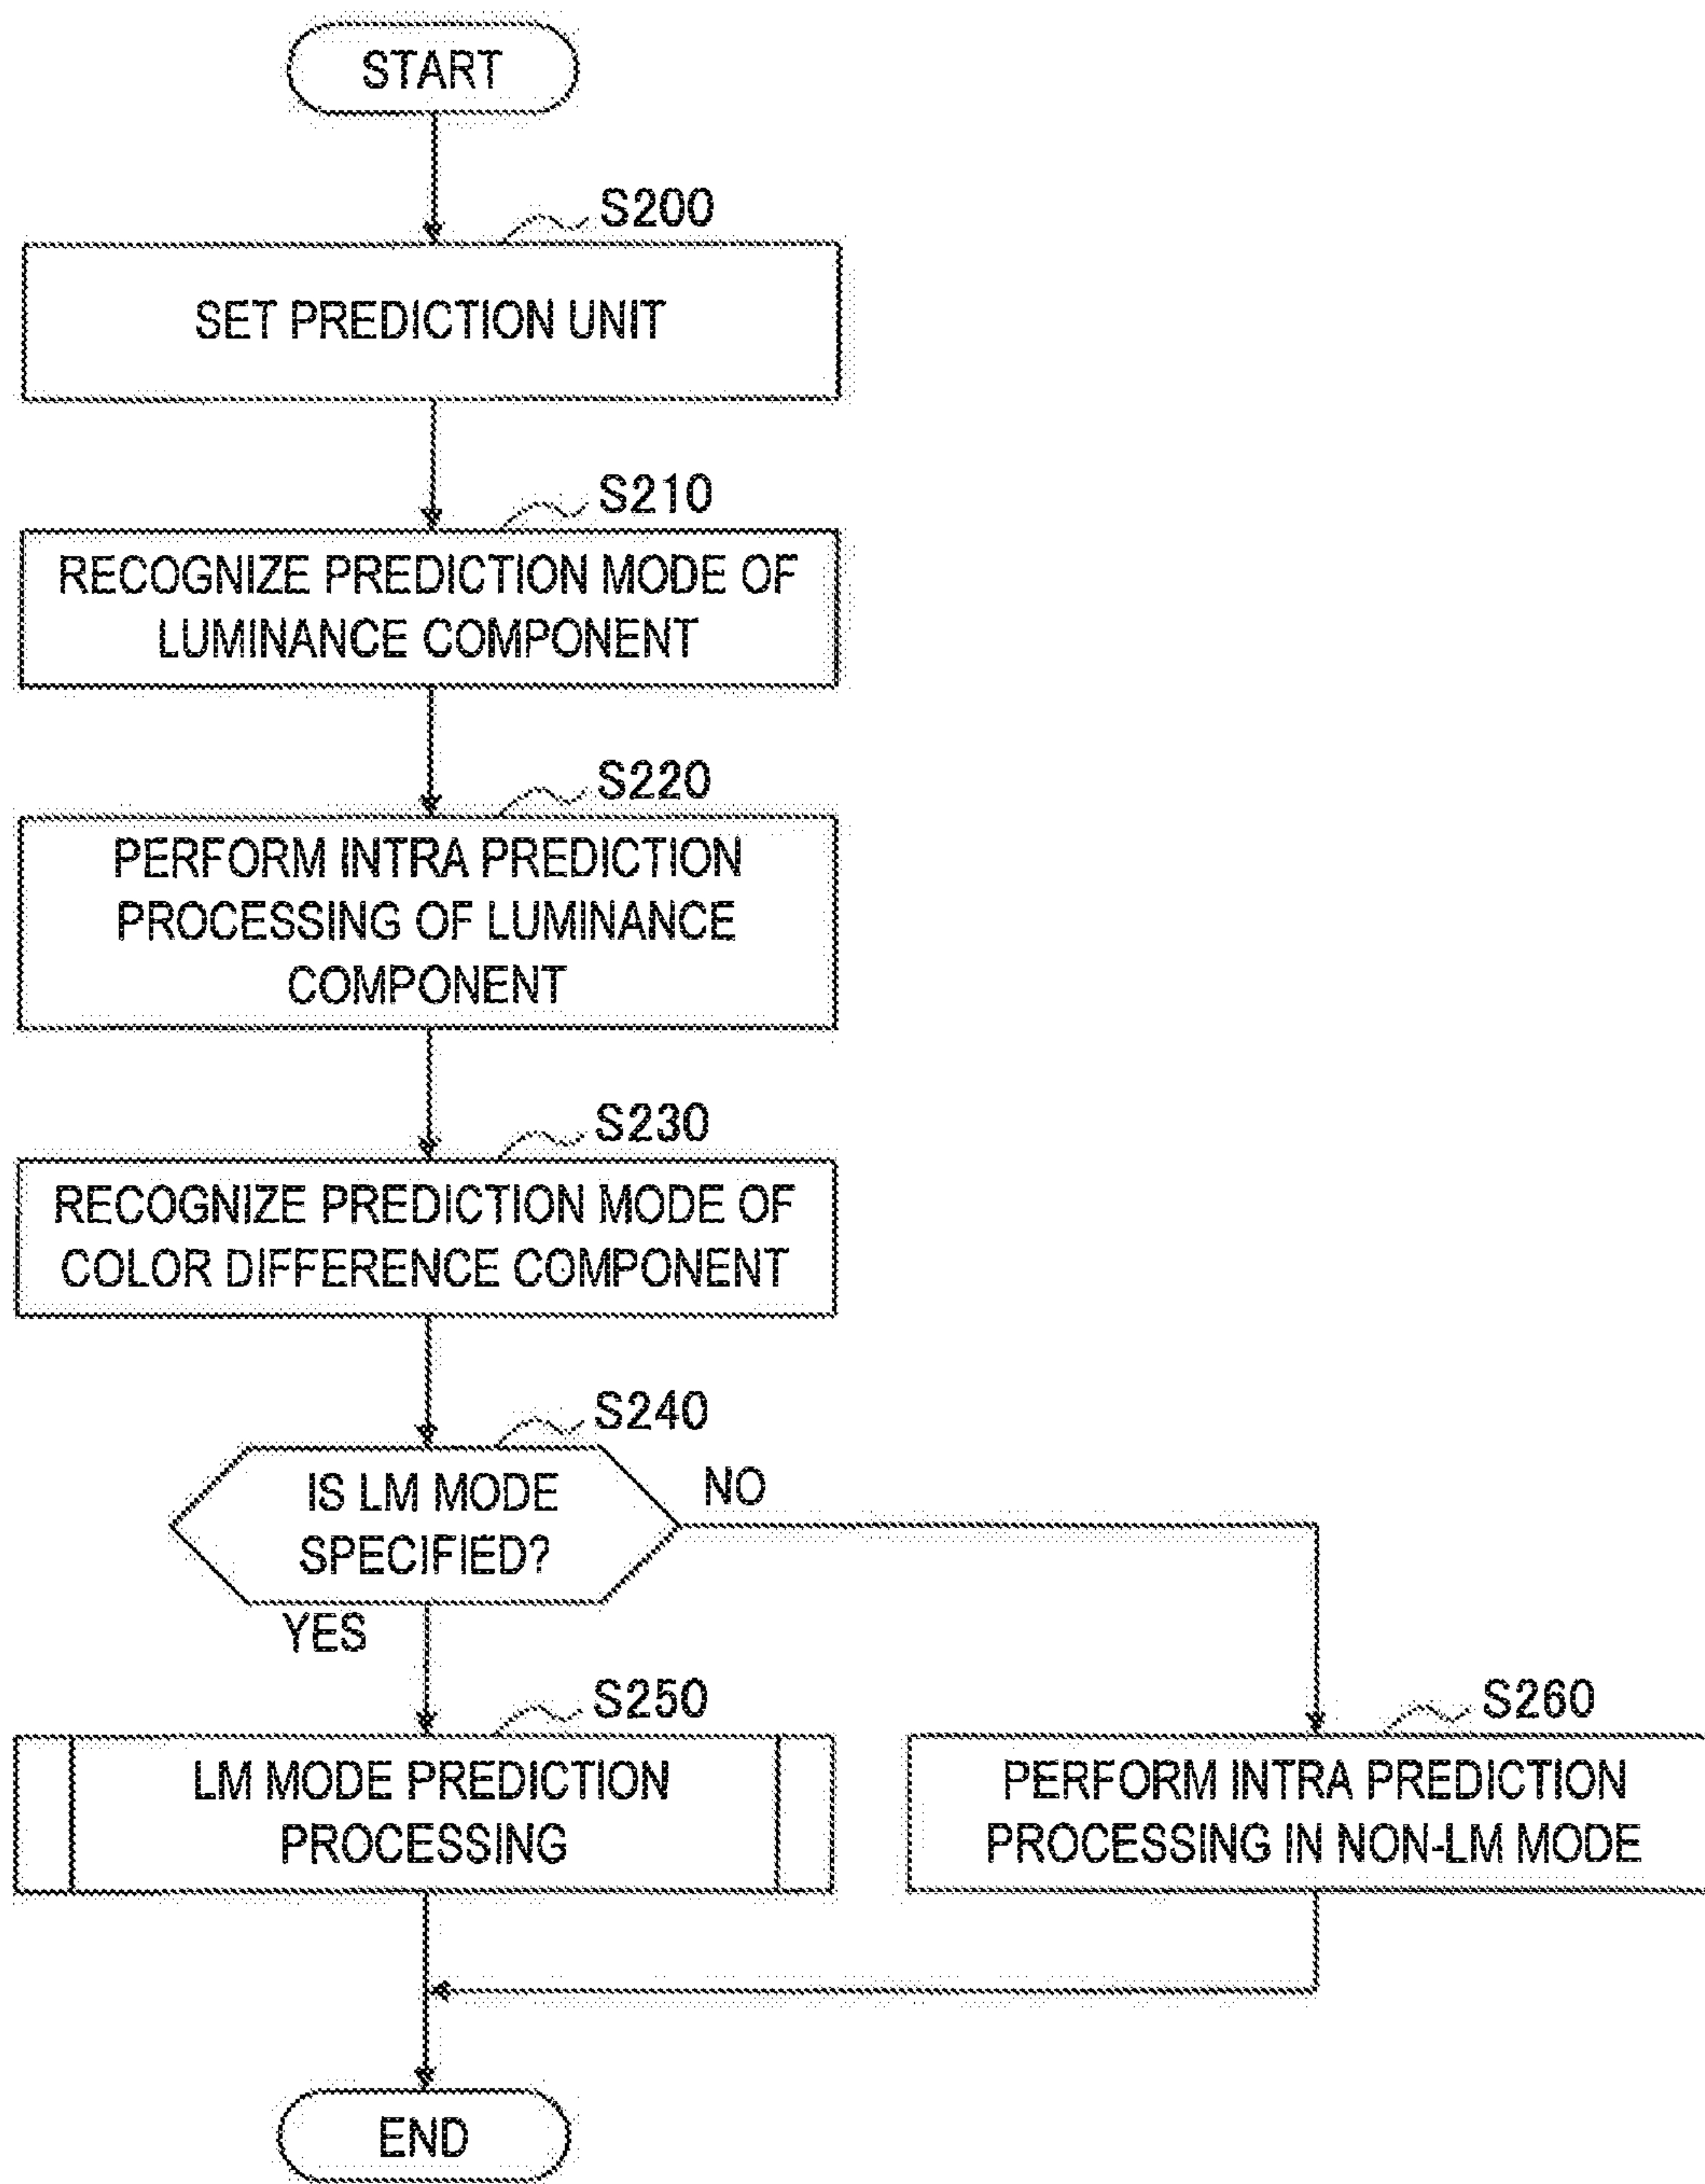 START
S200
SET PREDICTION UNIT
S210
RECOGNIZE PREDICTION MODE OF
LUMINANCE COMPONENT
S220
PERFORM INTRA PREDICTION
PROCESSING OF LUMINANCE
COMPONENT
S230
RECOGNIZE PREDICTION MODE OF
COLOR DIFFERENCE COMPONENT
S240
IS LM MODE
SPECIFIED?
NO
YES
S250
LM MODE PREDICTION
PROCESSING
S260
PERFORM INTRA PREDICTION
PROCESSING IN NON-LM MODE
END